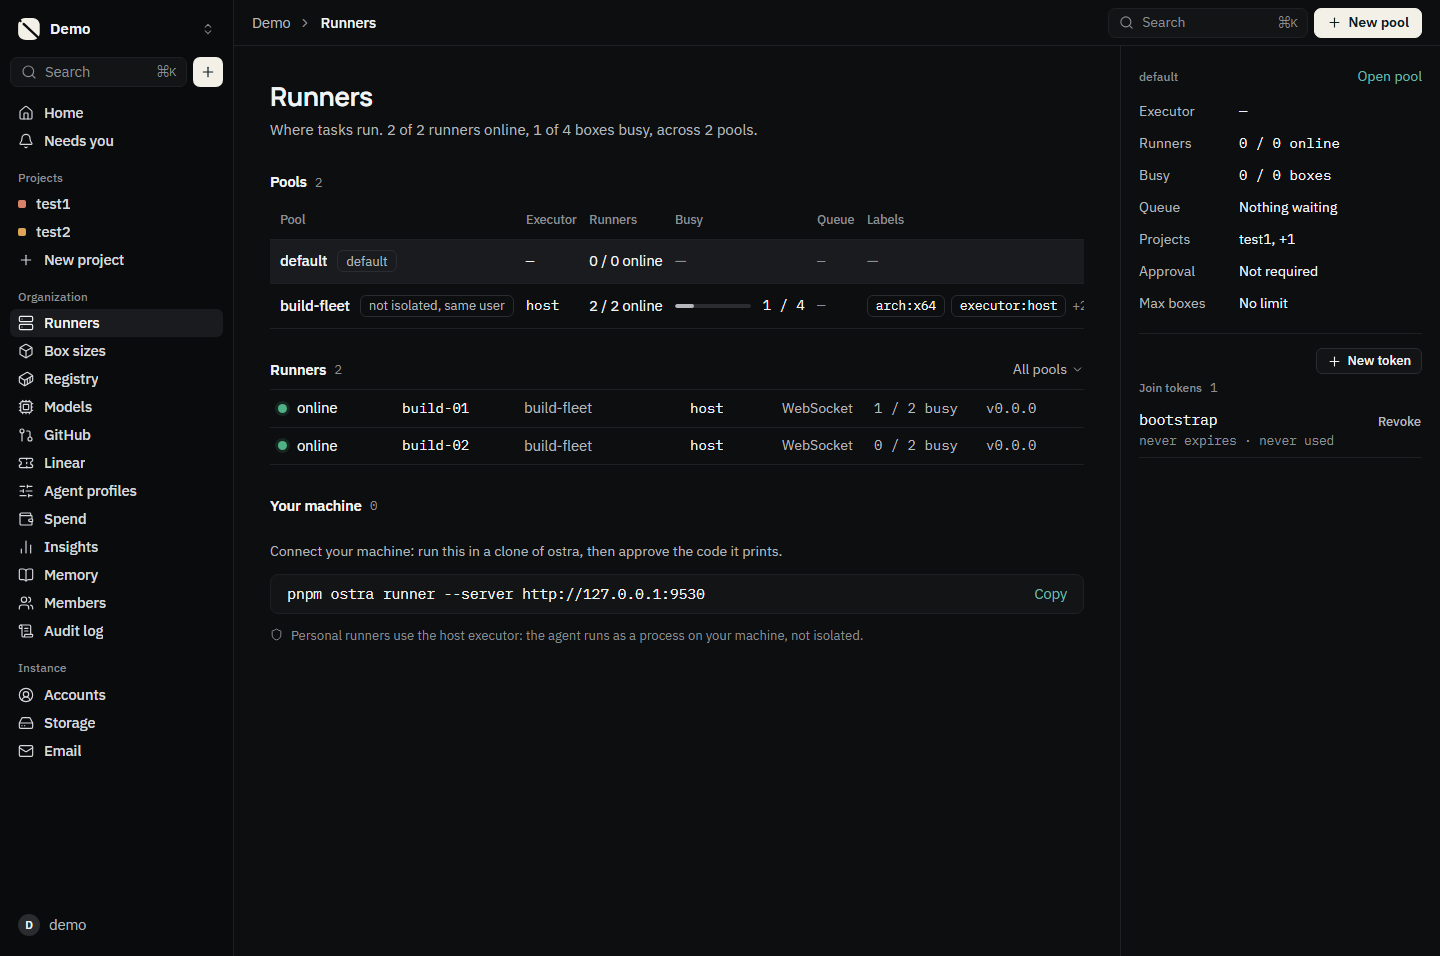 Demo
Search ⌘K
Home
Needs you
Projects
test1
test2
New project
Organization
Runners
Box sizes
Registry
Models
GitHub
Linear
Agent profiles
Spend
Insights
Memory
Members
Audit log
Instance
Accounts
Storage
Email
D demo
Demo > Runners
Search ⌘K
+ New pool
Runners
Where tasks run. 2 of 2 runners online, 1 of 4 boxes busy, across 2 pools.
Pools 2
Pool Executor Runners Busy Queue Labels
default default — 0 / 0 online — — —
build-fleet not isolated, same user host 2 / 2 online 1 / 4 — arch:x64 executor:host +2
Runners 2 All pools
online build-01 build-fleet host WebSocket 1 / 2 busy v0.0.0
online build-02 build-fleet host WebSocket 0 / 2 busy v0.0.0
Your machine 0
Connect your machine: run this in a clone of ostra, then approve the code it prints.
pnpm ostra runner --server http://127.0.0.1:9530 Copy
Personal runners use the host executor: the agent runs as a process on your machine, not isolated.
default Open pool
Executor —
Runners 0 / 0 online
Busy 0 / 0 boxes
Queue Nothing waiting
Projects test1, +1
Approval Not required
Max boxes No limit
+ New token
Join tokens 1
bootstrap Revoke
never expires · never used